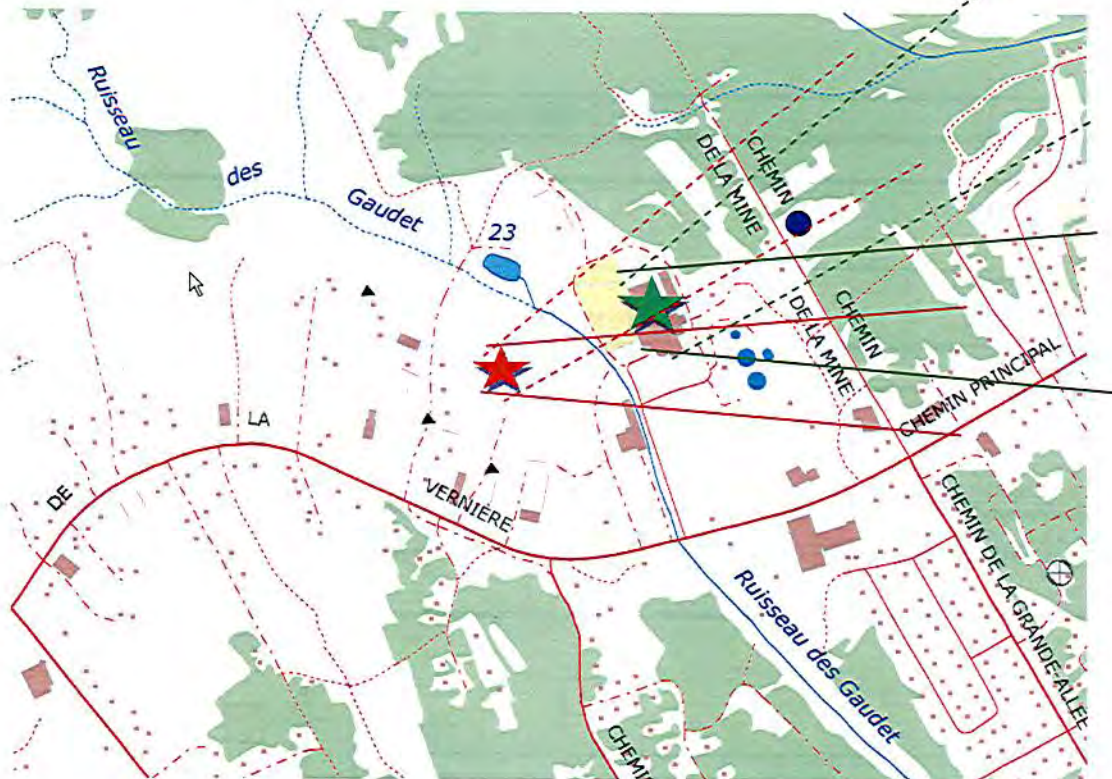 Ruisseau
des
Gaudet
23
CHEMIN
DE LA MINE
CHEMIN
DE LA MINE
CHEMIN PRINCIPAL
DE
LA
VERNIÈRE
CHEMIN DE LA GRANDE-ALLÉE
Ruisseau des Gaudet
CHEMI